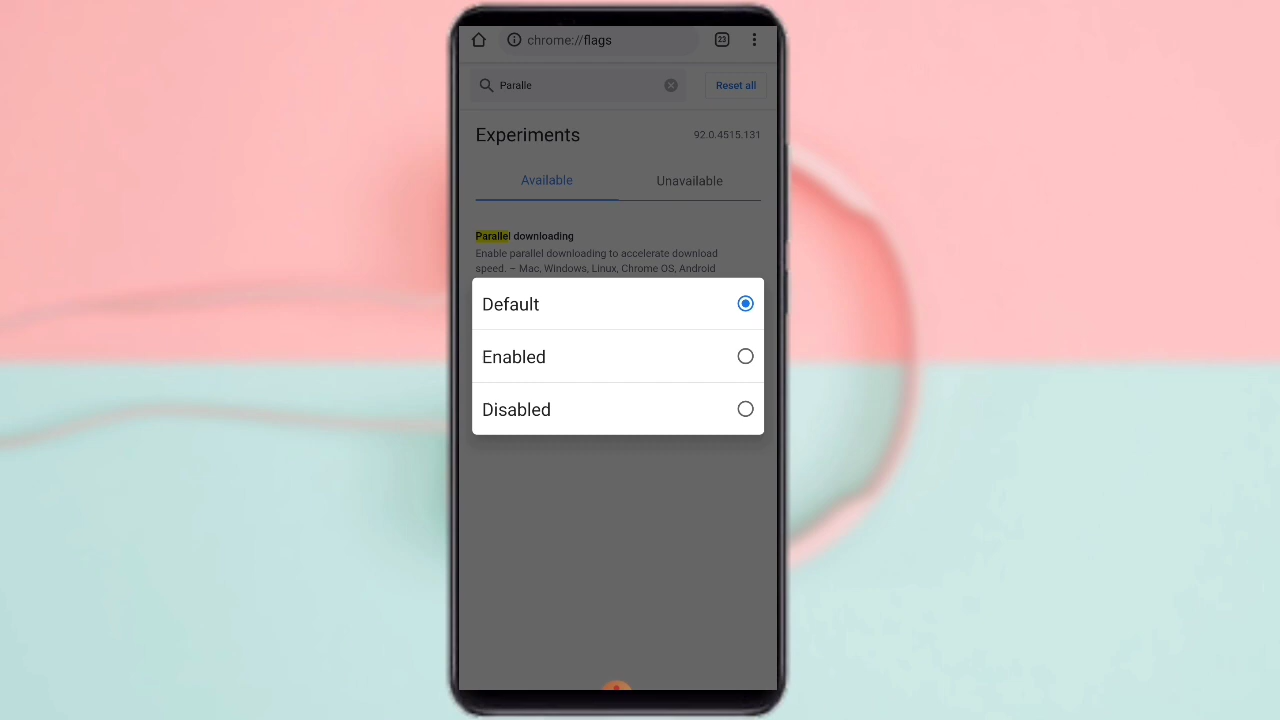 chrome://flags
23
Paralle
Reset all
Experiments
92.0.4515.131
Available
Unavailable
Parallel downloading
Enable parallel downloading to accelerate download
speed. – Mac, Windows, Linux, Chrome OS, Android
Default
Enabled
Disabled